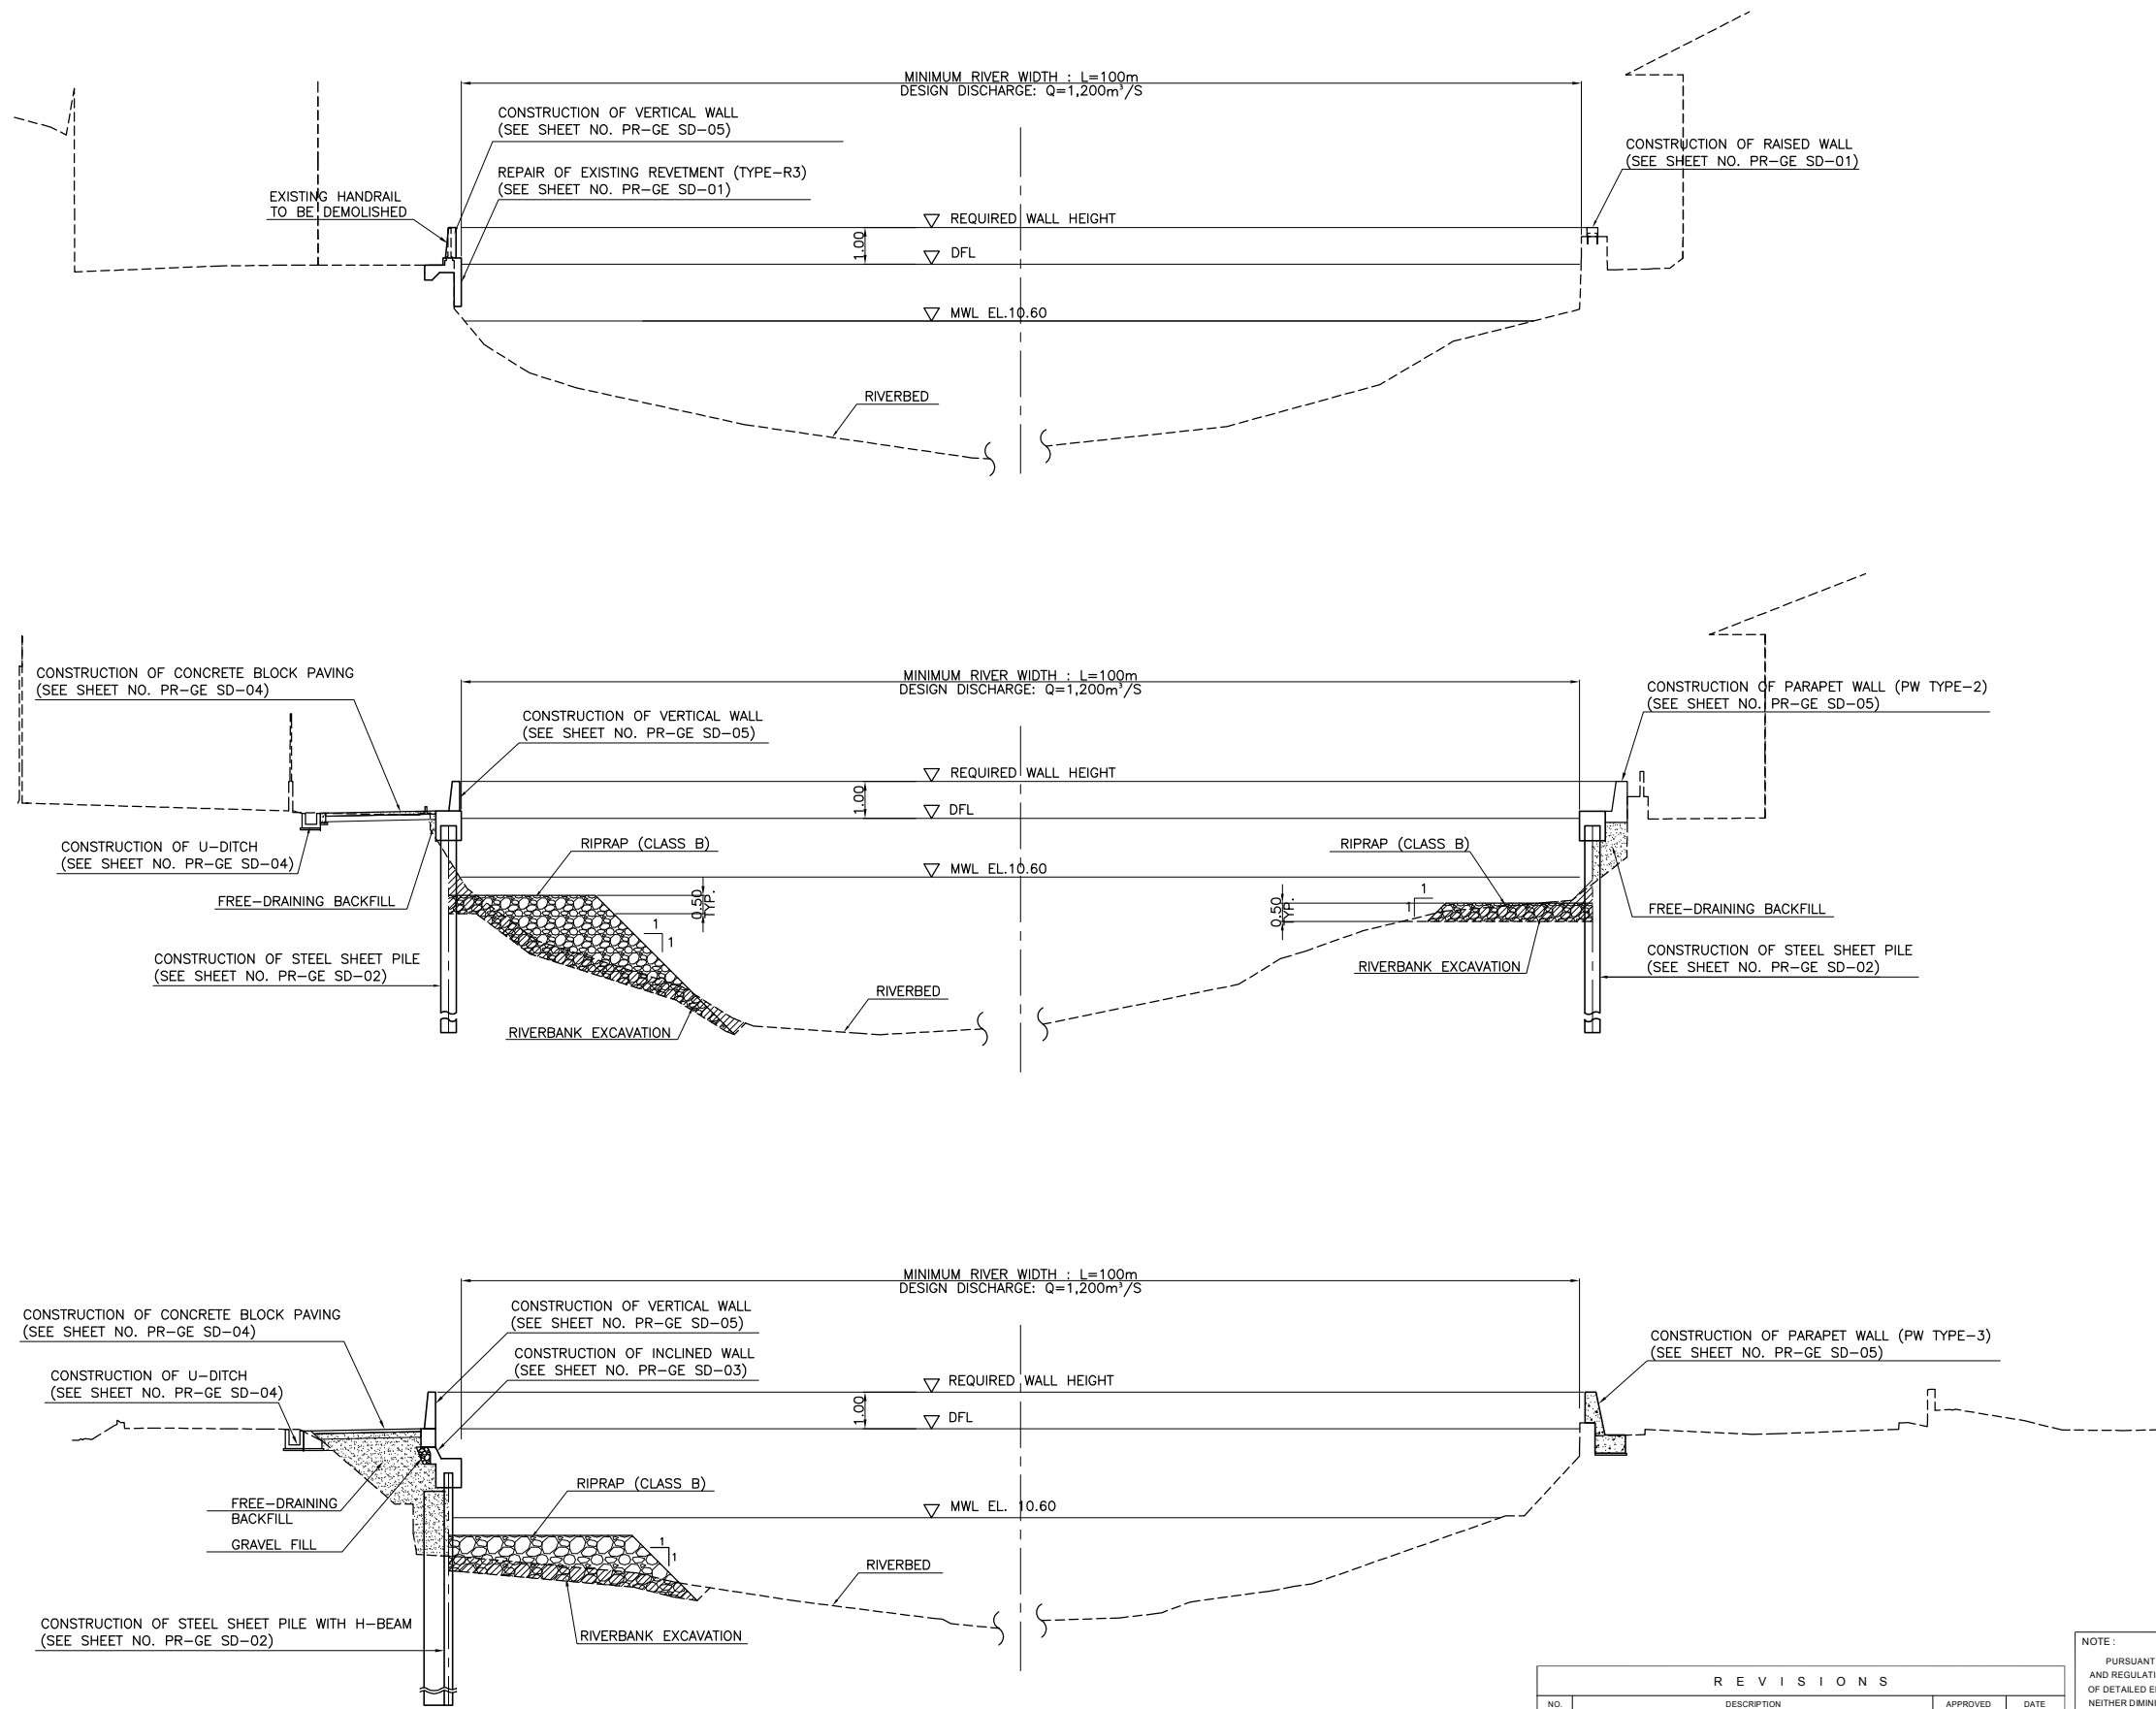 MINIMUM RIVER WIDTH : L=100m
DESIGN DISCHARGE: Q=1,200m³/S
CONSTRUCTION OF VERTICAL WALL
(SEE SHEET NO. PR-GE SD-05)
CONSTRUCTION OF RAISED WALL
(SEE SHEET NO. PR-GE SD-01)
REPAIR OF EXISTING REVETMENT (TYPE-R3)
(SEE SHEET NO. PR-GE SD-01)
EXISTING HANDRAIL
TO BE DEMOLISHED
REQUIRED WALL HEIGHT
1.00
DFL
MWL EL.10.60
RIVERBED
CONSTRUCTION OF CONCRETE BLOCK PAVING
(SEE SHEET NO. PR-GE SD-04)
MINIMUM RIVER WIDTH : L=100m
DESIGN DISCHARGE: Q=1,200m³/S
CONSTRUCTION OF PARAPET WALL (PW TYPE-2)
(SEE SHEET NO. PR-GE SD-05)
CONSTRUCTION OF VERTICAL WALL
(SEE SHEET NO. PR-GE SD-05)
REQUIRED WALL HEIGHT
1.00
DFL
CONSTRUCTION OF U-DITCH
(SEE SHEET NO. PR-GE SD-04)
RIPRAP (CLASS B)
RIPRAP (CLASS B)
MWL EL.10.60
FREE-DRAINING BACKFILL
0.50
TYP.
1
1
0.50
TYP.
1
1
FREE-DRAINING BACKFILL
CONSTRUCTION OF STEEL SHEET PILE
(SEE SHEET NO. PR-GE SD-02)
RIVERBANK EXCAVATION
CONSTRUCTION OF STEEL SHEET PILE
(SEE SHEET NO. PR-GE SD-02)
RIVERBED
RIVERBANK EXCAVATION
MINIMUM RIVER WIDTH : L=100m
DESIGN DISCHARGE: Q=1,200m³/S
CONSTRUCTION OF CONCRETE BLOCK PAVING
(SEE SHEET NO. PR-GE SD-04)
CONSTRUCTION OF VERTICAL WALL
(SEE SHEET NO. PR-GE SD-05)
CONSTRUCTION OF PARAPET WALL (PW TYPE-3)
(SEE SHEET NO. PR-GE SD-05)
CONSTRUCTION OF INCLINED WALL
(SEE SHEET NO. PR-GE SD-03)
CONSTRUCTION OF U-DITCH
(SEE SHEET NO. PR-GE SD-04)
REQUIRED WALL HEIGHT
1.00
DFL
RIPRAP (CLASS B)
FREE-DRAINING
BACKFILL
MWL EL. 10.60
GRAVEL FILL
1
1
RIVERBED
CONSTRUCTION OF STEEL SHEET PILE WITH H-BEAM
(SEE SHEET NO. PR-GE SD-02)
RIVERBANK EXCAVATION
REVISIONS
NO. DESCRIPTION APPROVED DATE
NOTE :
PURSUANT
AND REGULATI
OF DETAILED E
NEITHER DIMIN